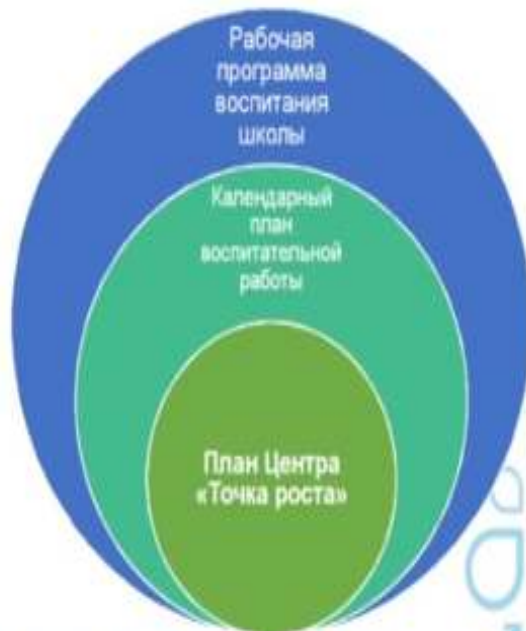 Рабочая
программа
воспитания
школы
Календарный
план
воспитательной
работы
План Центра
«Точка роста»